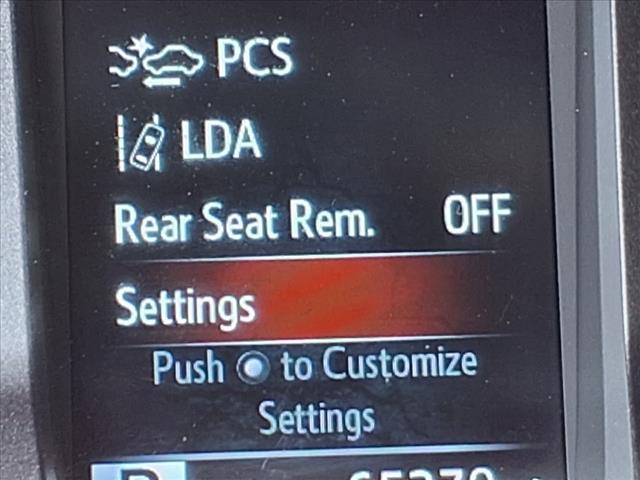 PCS
LDA
Rear Seat Rem. OFF
Settings
Push to Customize
Settings